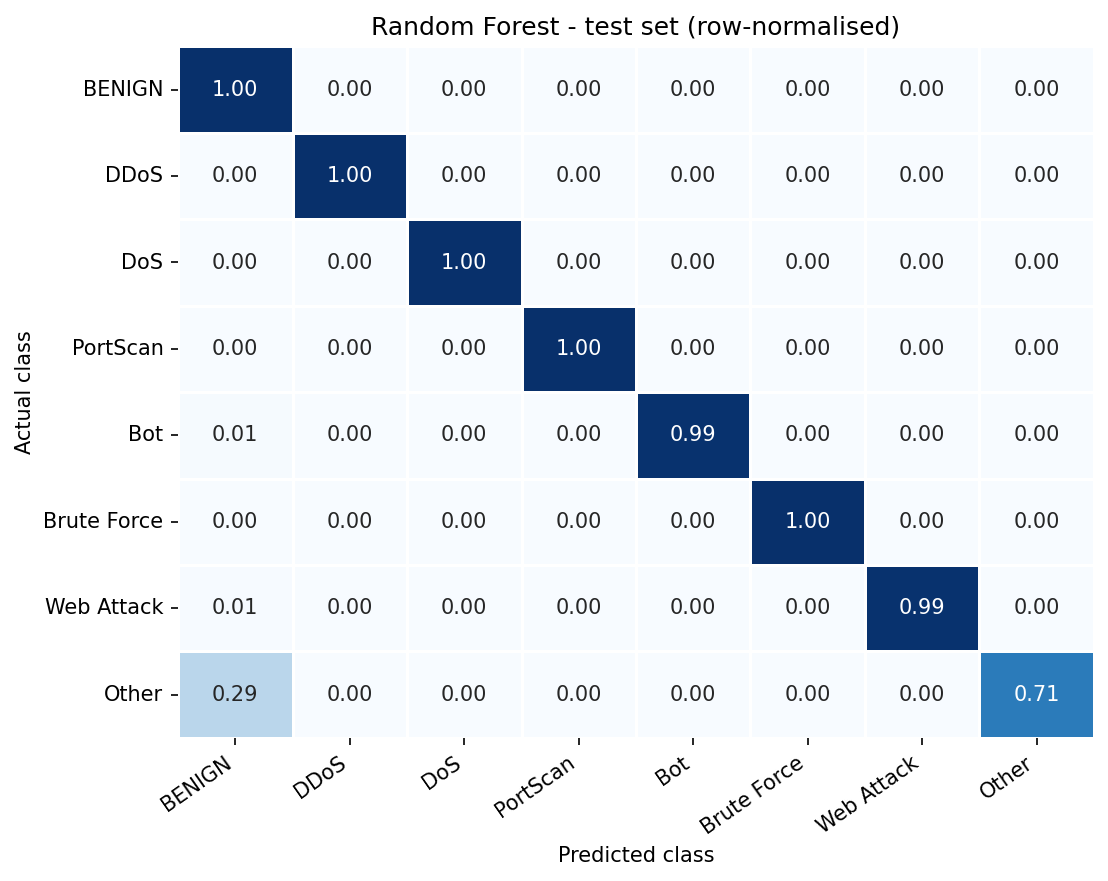 Random Forest - test set (row-normalised)
BENIGN 1.00 0.00 0.00 0.00 0.00 0.00 0.00 0.00
DDoS 0.00 1.00 0.00 0.00 0.00 0.00 0.00 0.00
DoS 0.00 0.00 1.00 0.00 0.00 0.00 0.00 0.00
PortScan 0.00 0.00 0.00 1.00 0.00 0.00 0.00 0.00
Bot 0.01 0.00 0.00 0.00 0.99 0.00 0.00 0.00
Brute Force 0.00 0.00 0.00 0.00 0.00 1.00 0.00 0.00
Web Attack 0.01 0.00 0.00 0.00 0.00 0.00 0.99 0.00
Other 0.29 0.00 0.00 0.00 0.00 0.00 0.00 0.71
Actual class
BENIGN DDoS DoS PortScan Bot Brute Force Web Attack Other
Predicted class